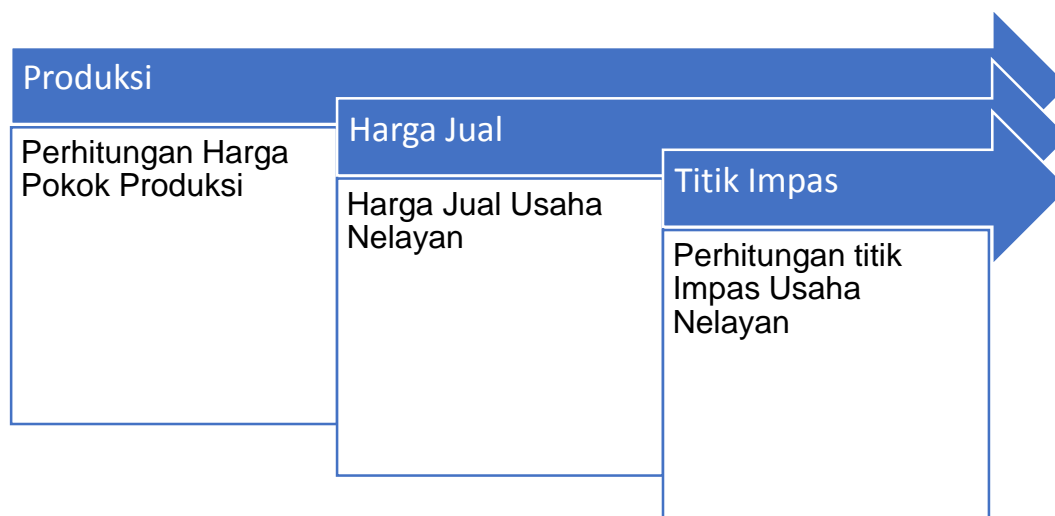 Produksi
Perhitungan Harga
Pokok Produksi
Harga Jual
Harga Jual Usaha
Nelayan
Titik Impas
Perhitungan titik
Impas Usaha
Nelayan